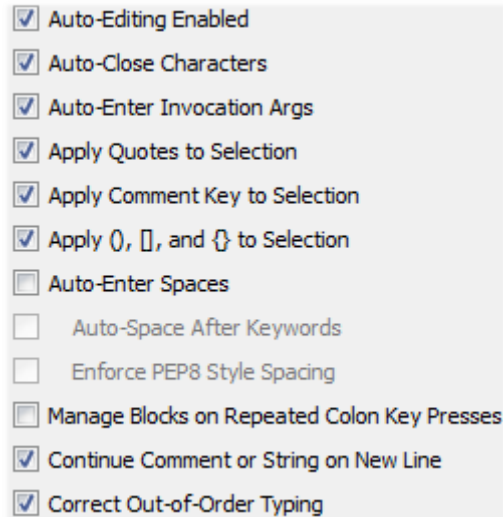 Auto-Editing Enabled
Auto-Close Characters
Auto-Enter Invocation Args
Apply Quotes to Selection
Apply Comment Key to Selection
Apply (), [], and {} to Selection
Auto-Enter Spaces
Auto-Space After Keywords
Enforce PEP8 Style Spacing
Manage Blocks on Repeated Colon Key Presses
Continue Comment or String on New Line
Correct Out-of-Order Typing